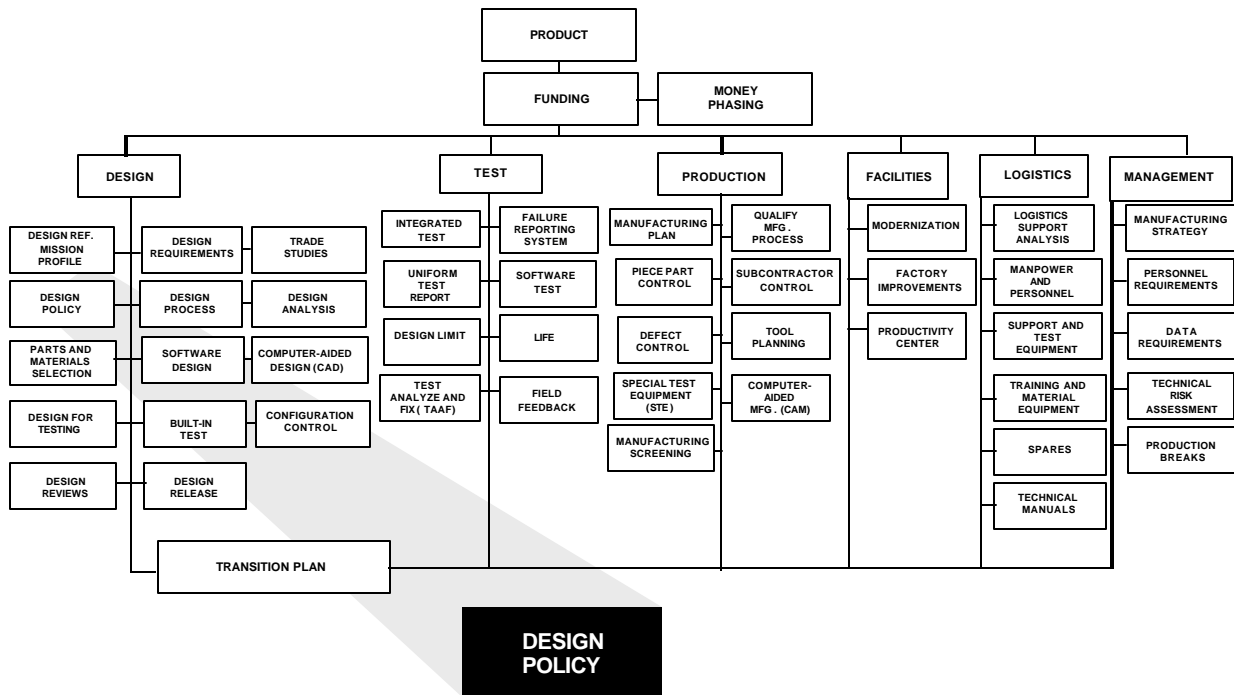 PRODUCT
FUNDING
MONEY
PHASING
DESIGN
TEST
PRODUCTION
FACILITIES
LOGISTICS
MANAGEMENT
DESIGN REF.
MISSION
PROFILE
DESIGN
REQUIREMENTS
TRADE
STUDIES
DESIGN
POLICY
DESIGN
PROCESS
DESIGN
ANALYSIS
PARTS AND
MATERIALS
SELECTION
SOFTWARE
DESIGN
COMPUTER-AIDED
DESIGN (CAD)
DESIGN FOR
TESTING
BUILT-IN
TEST
CONFIGURATION
CONTROL
DESIGN
REVIEWS
DESIGN
RELEASE
INTEGRATED
TEST
FAILURE
REPORTING
SYSTEM
UNIFORM
TEST
REPORT
SOFTWARE
TEST
DESIGN LIMIT
LIFE
TEST
ANALYZE AND
FIX ( TAAF)
FIELD
FEEDBACK
MANUFACTURING
PLAN
QUALIFY
MFG .
PROCESS
PIECE PART
CONTROL
SUBCONTRACTOR
CONTROL
DEFECT
CONTROL
TOOL
PLANNING
SPECIAL TEST
EQUIPMENT
(STE)
COMPUTER-
AIDED
MFG . (CAM)
MANUFACTURING
SCREENING
MODERNIZATION
FACTORY
IMPROVEMENTS
PRODUCTIVITY
CENTER
LOGISTICS
SUPPORT
ANALYSIS
MANPOWER
AND
PERSONNEL
SUPPORT AND
TEST
EQUIPMENT
TRAINING AND
MATERIAL
EQUIPMENT
SPARES
TECHNICAL
MANUALS
MANUFACTURING
STRATEGY
PERSONNEL
REQUIREMENTS
DATA
REQUIREMENTS
TECHNICAL
RISK
ASSESSMENT
PRODUCTION
BREAKS
TRANSITION PLAN
DESIGN
POLICY